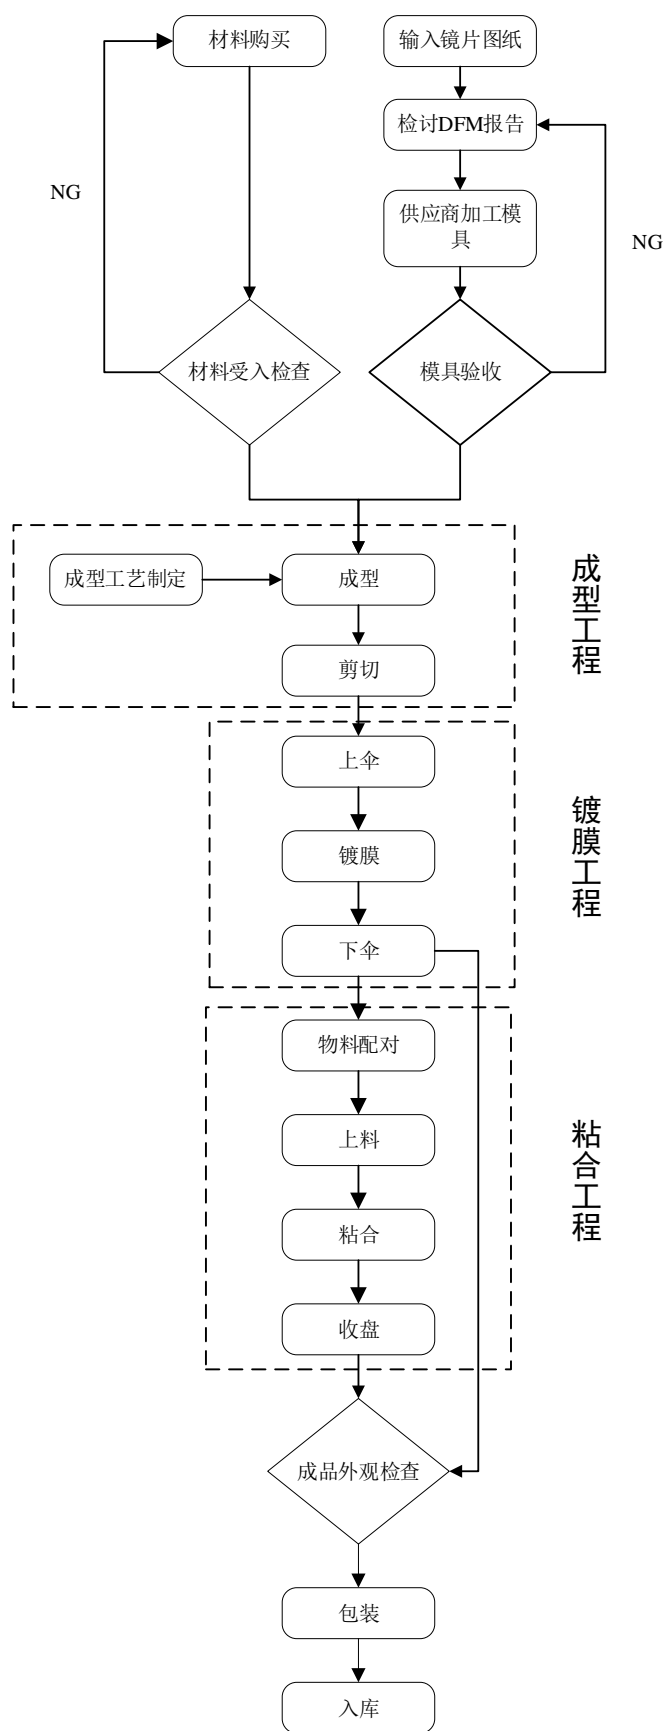 材料购买
输入镜片图纸
检讨DFM报告
NG
供应商加工模
具
NG
材料受入检查
模具验收
成型工艺制定
成型
剪切
成型工程
上伞
镀膜
下伞
镀膜工程
物料配对
上料
粘合
收盘
粘合工程
成品外观检查
包装
入库